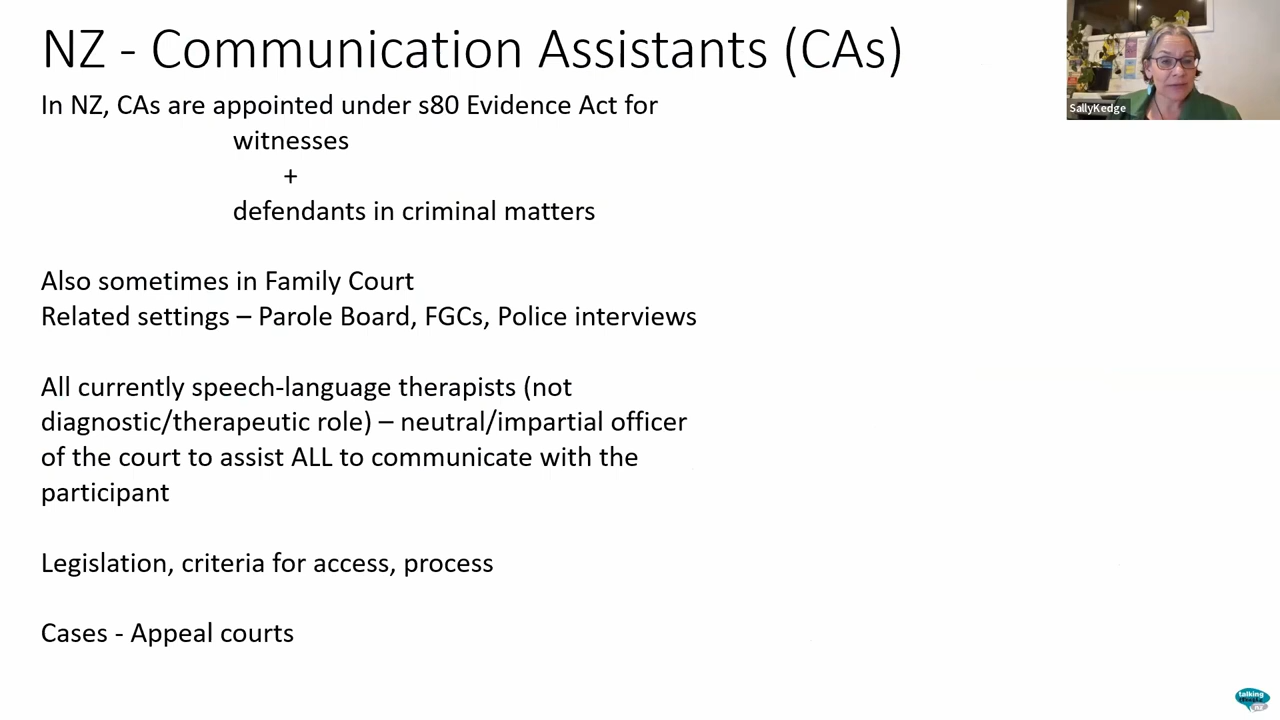 NZ - Communication Assistants (CAs)
In NZ, CAs are appointed under s80 Evidence Act for
witnesses
+
defendants in criminal matters
Also sometimes in Family Court
Related settings – Parole Board, FGCs, Police interviews
All currently speech-language therapists (not
diagnostic/therapeutic role) – neutral/impartial officer
of the court to assist ALL to communicate with the
participant
Legislation, criteria for access, process
Cases - Appeal courts
SallyKedge
talking